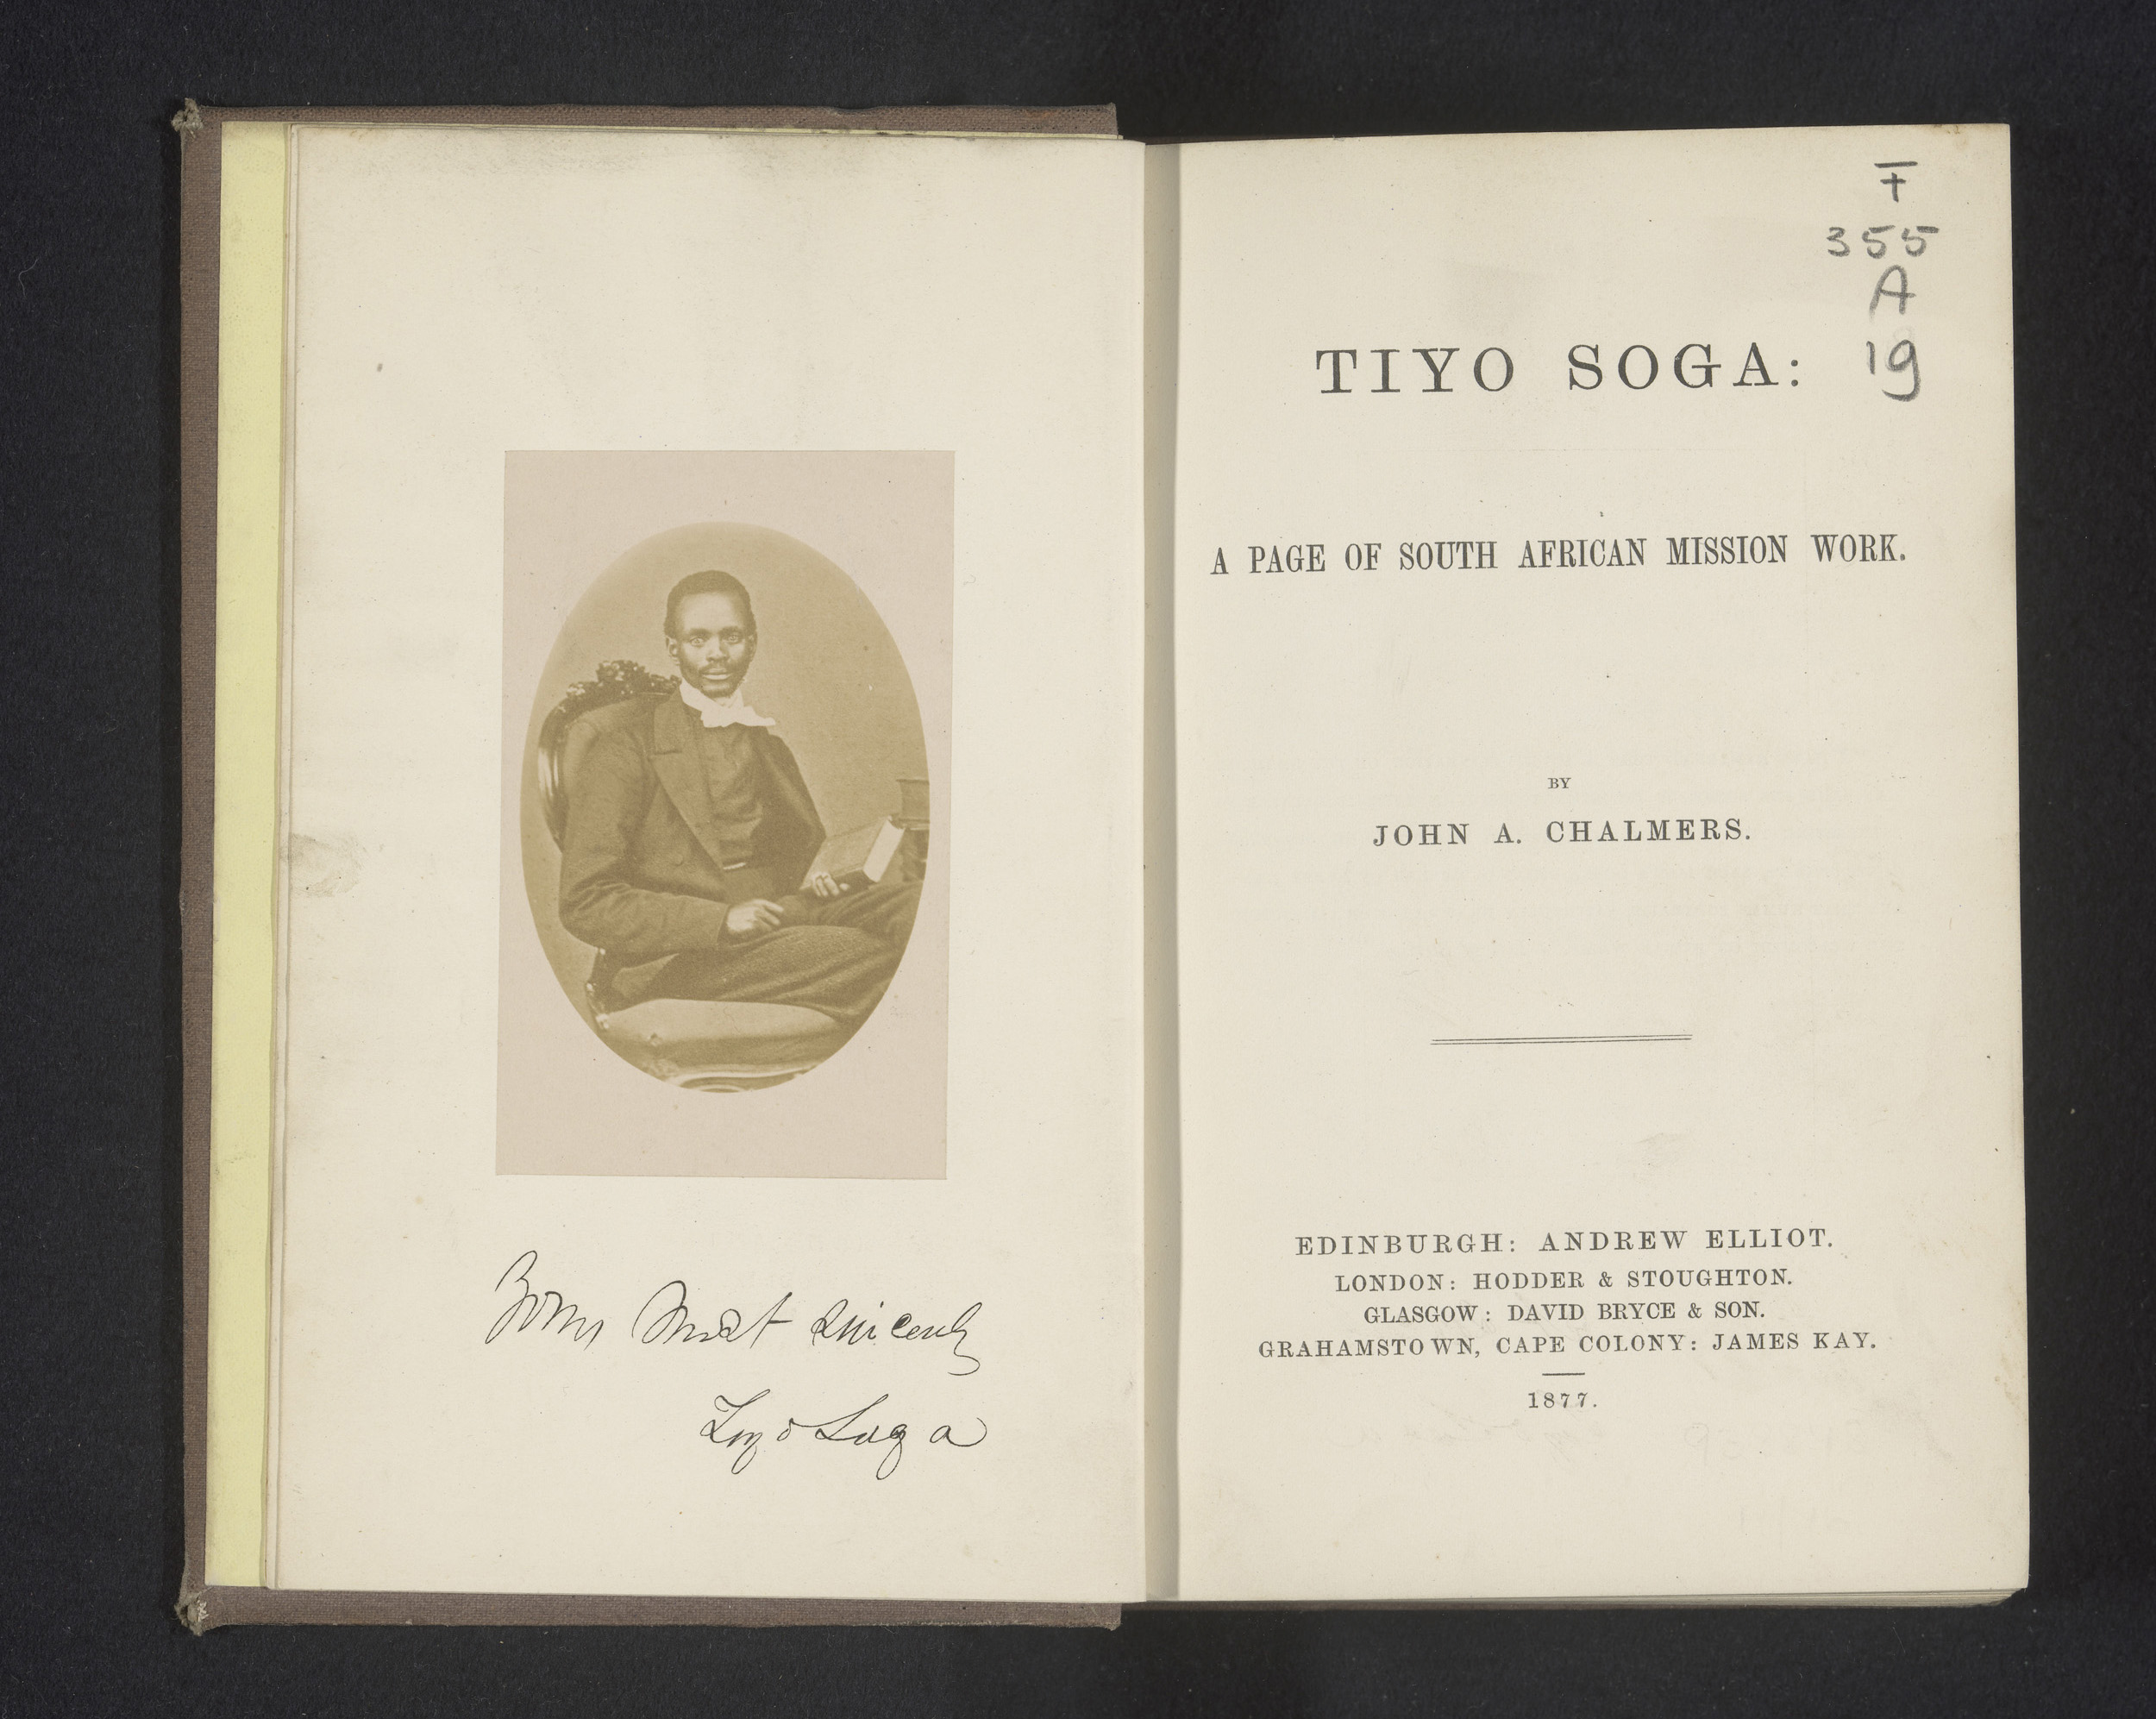 Yours Most Sincerely
Tiyo Soga
F
355
A
19
TIYO SOGA:
A PAGE OF SOUTH AFRICAN MISSION WORK.
BY
JOHN A. CHALMERS.
EDINBURGH: ANDREW ELLIOT.
LONDON: HODDER & STOUGHTON.
GLASGOW: DAVID BRYCE & SON.
GRAHAMSTOWN, CAPE COLONY: JAMES KAY.
1877.